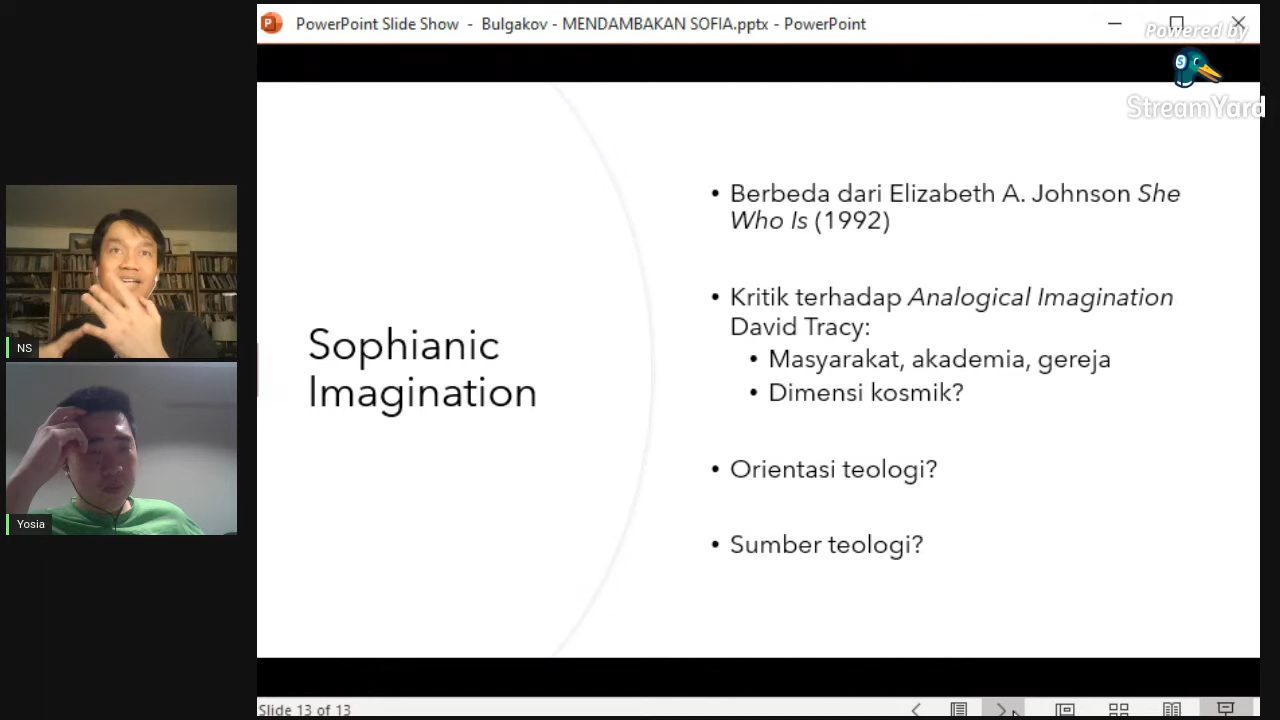 PowerPoint Slide Show - Bulgakov - MENDAMBAKAN SOFIA.pptx - PowerPoint
Powered by
StreamYard
Sophianic
Imagination
• Berbeda dari Elizabeth A. Johnson She
Who Is (1992)
• Kritik terhadap Analogical Imagination
David Tracy:
• Masyarakat, akademia, gereja
• Dimensi kosmik?
• Orientasi teologi?
• Sumber teologi?
NS
Yosia
Slide 13 of 13